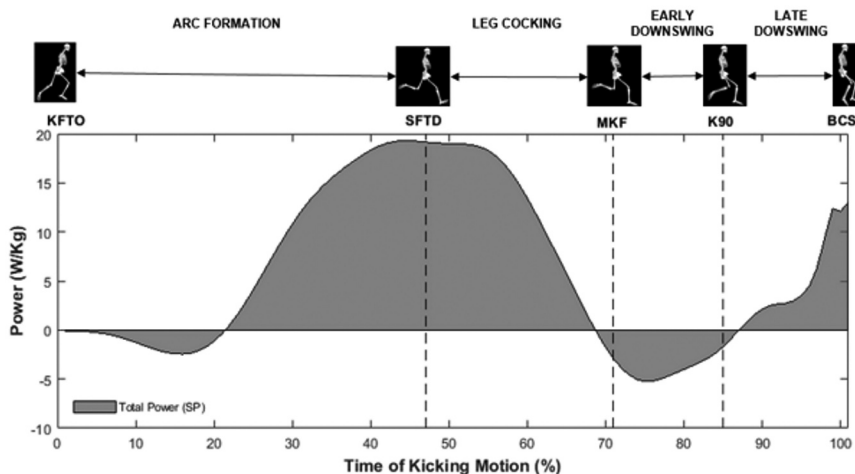 ARC FORMATION
LEG COCKING
EARLY
DOWNSWING
LATE
DOWSWING
KFTO
SFTD
MKF
K90
BCS
20
15
10
5
0
-5
-10
Power (W/Kg)
Total Power (SP)
0 10 20 30 40 50 60 70 80 90 100
Time of Kicking Motion (%)